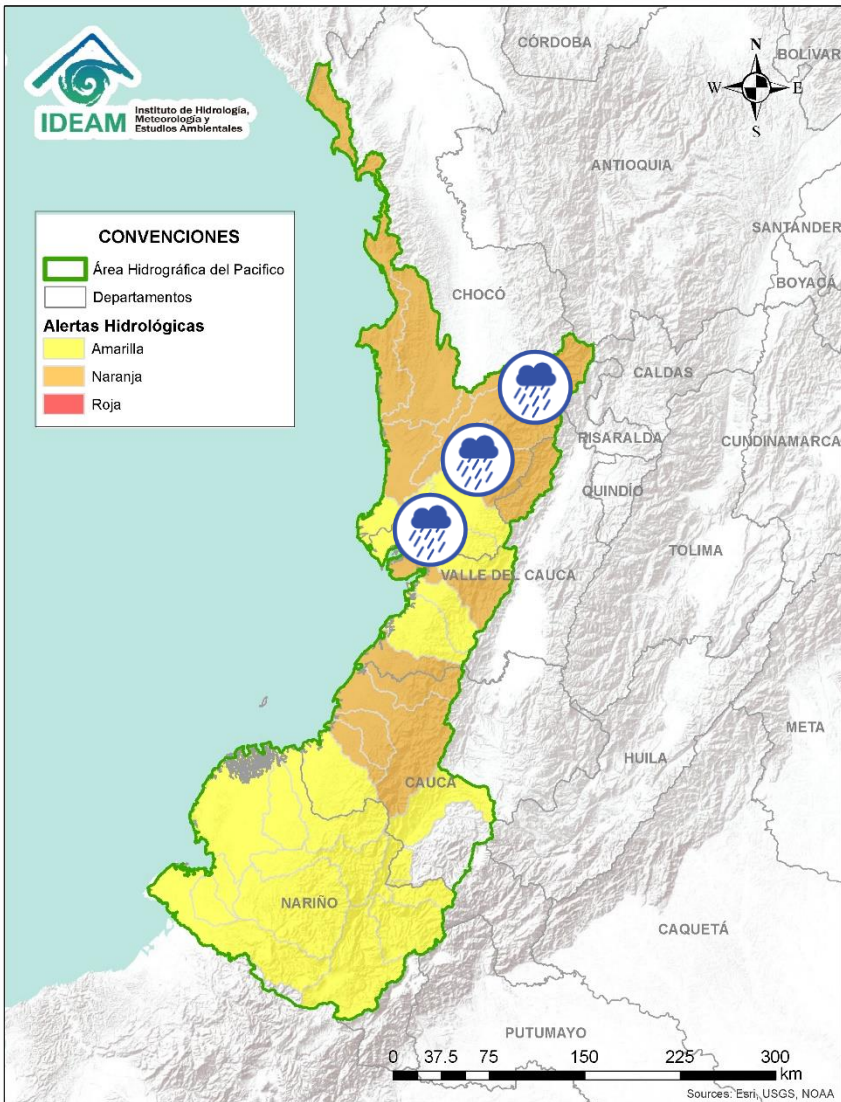 IDEAM
Instituto de Hidrología,
Meteorología y
Estudios Ambientales
CONVENCIONES
Área Hidrográfica del Pacifico
Departamentos
Alertas Hidrológicas
Amarilla
Naranja
Roja
N
W
E
S
CÓRDOBA
BOLÍVAR
ANTIOQUIA
SANTANDER
BOYACÁ
CHOCÓ
CALDAS
RISARALDA
CUNDINAMARCA
QUINDÍO
TOLIMA
VALLE DEL CAUCA
META
HUILA
CAUCA
NARIÑO
CAQUETÁ
PUTUMAYO
0 37.5 75 150 225 300
km
Sources: Esri, USGS, NOAA